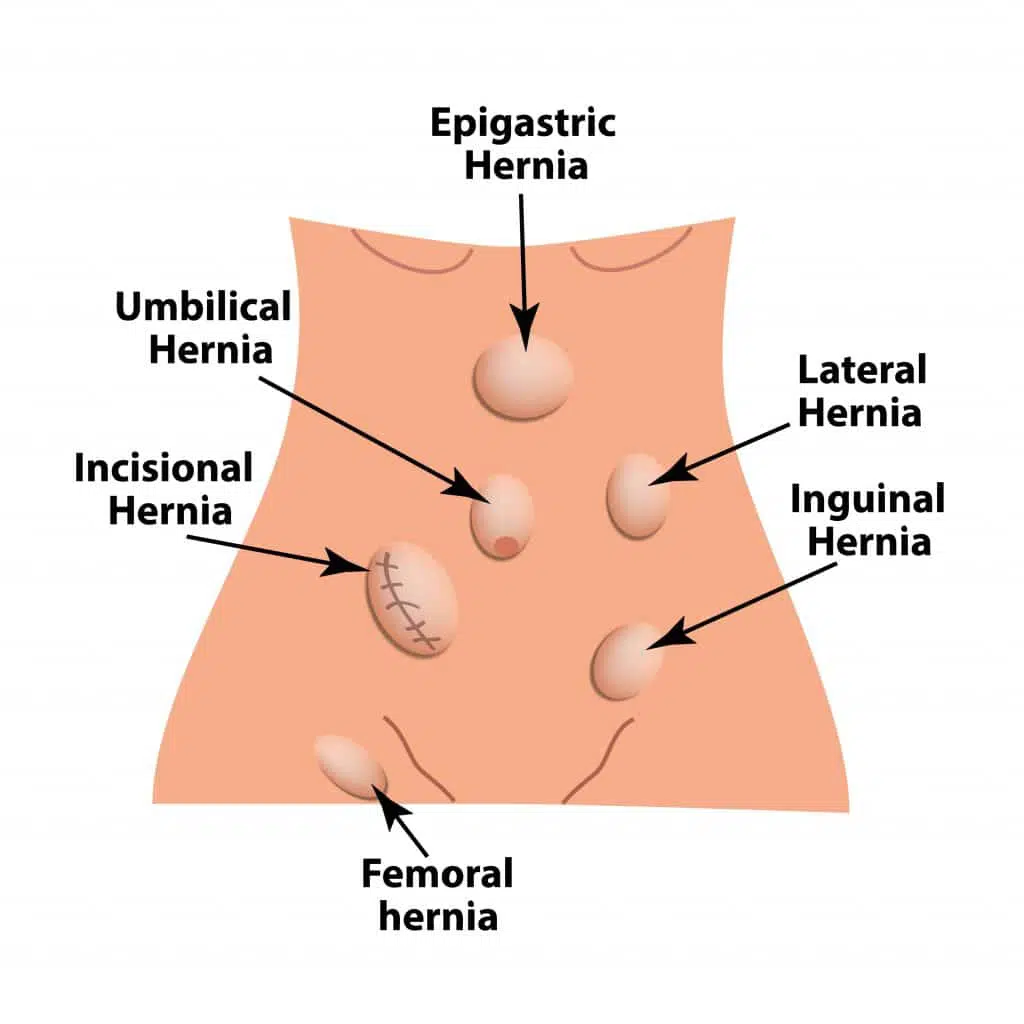 Epigastric
Hernia
Umbilical
Hernia
Lateral
Hernia
Incisional
Hernia
Inguinal
Hernia
Femoral
hernia